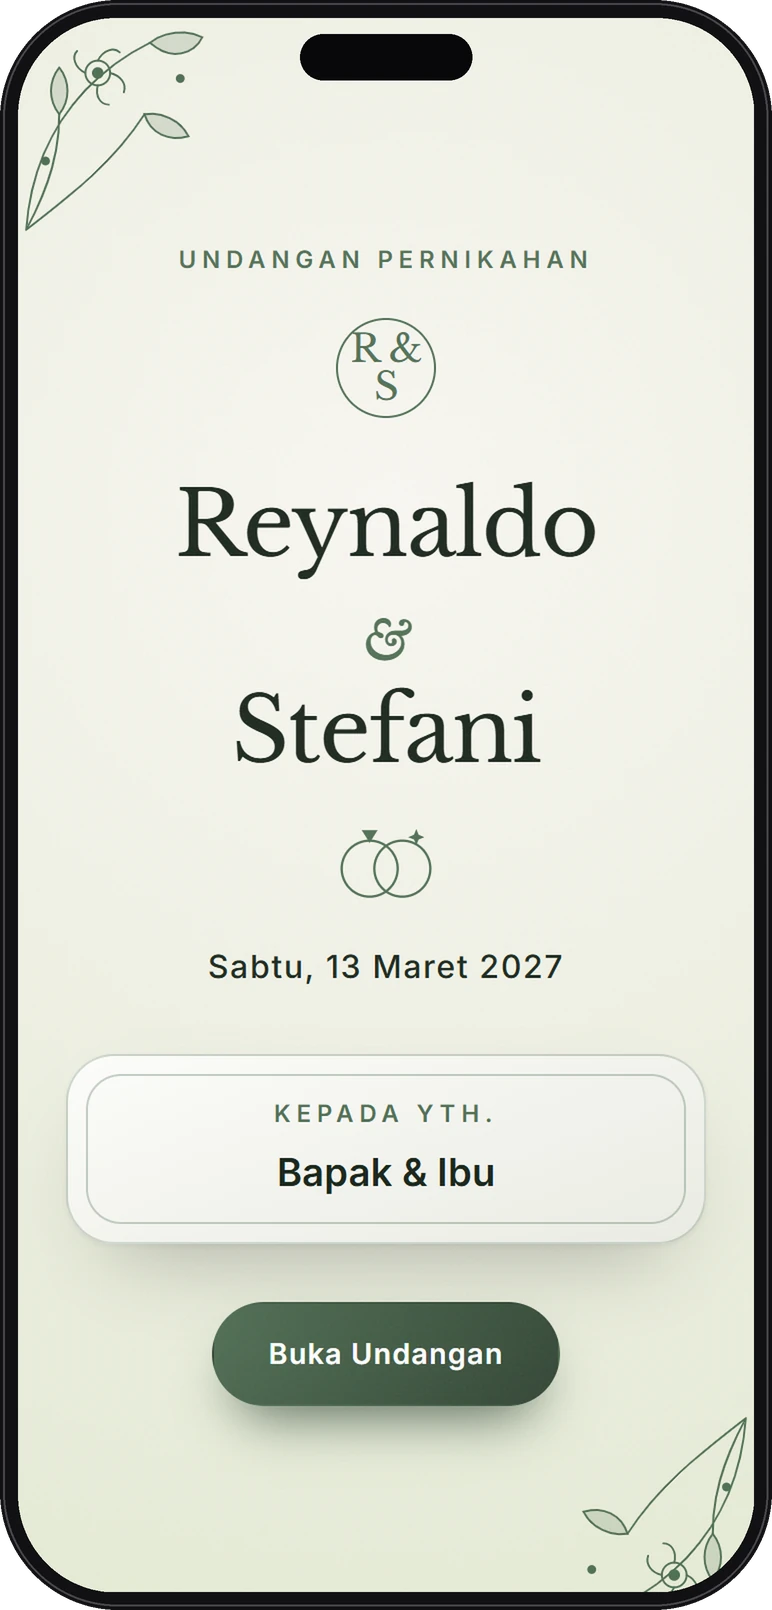 UNDANGAN PERNIKAHAN
R &
S
Reynaldo
&
Stefani
Sabtu, 13 Maret 2027
KEPADA YTH.
Bapak & Ibu
Buka Undangan